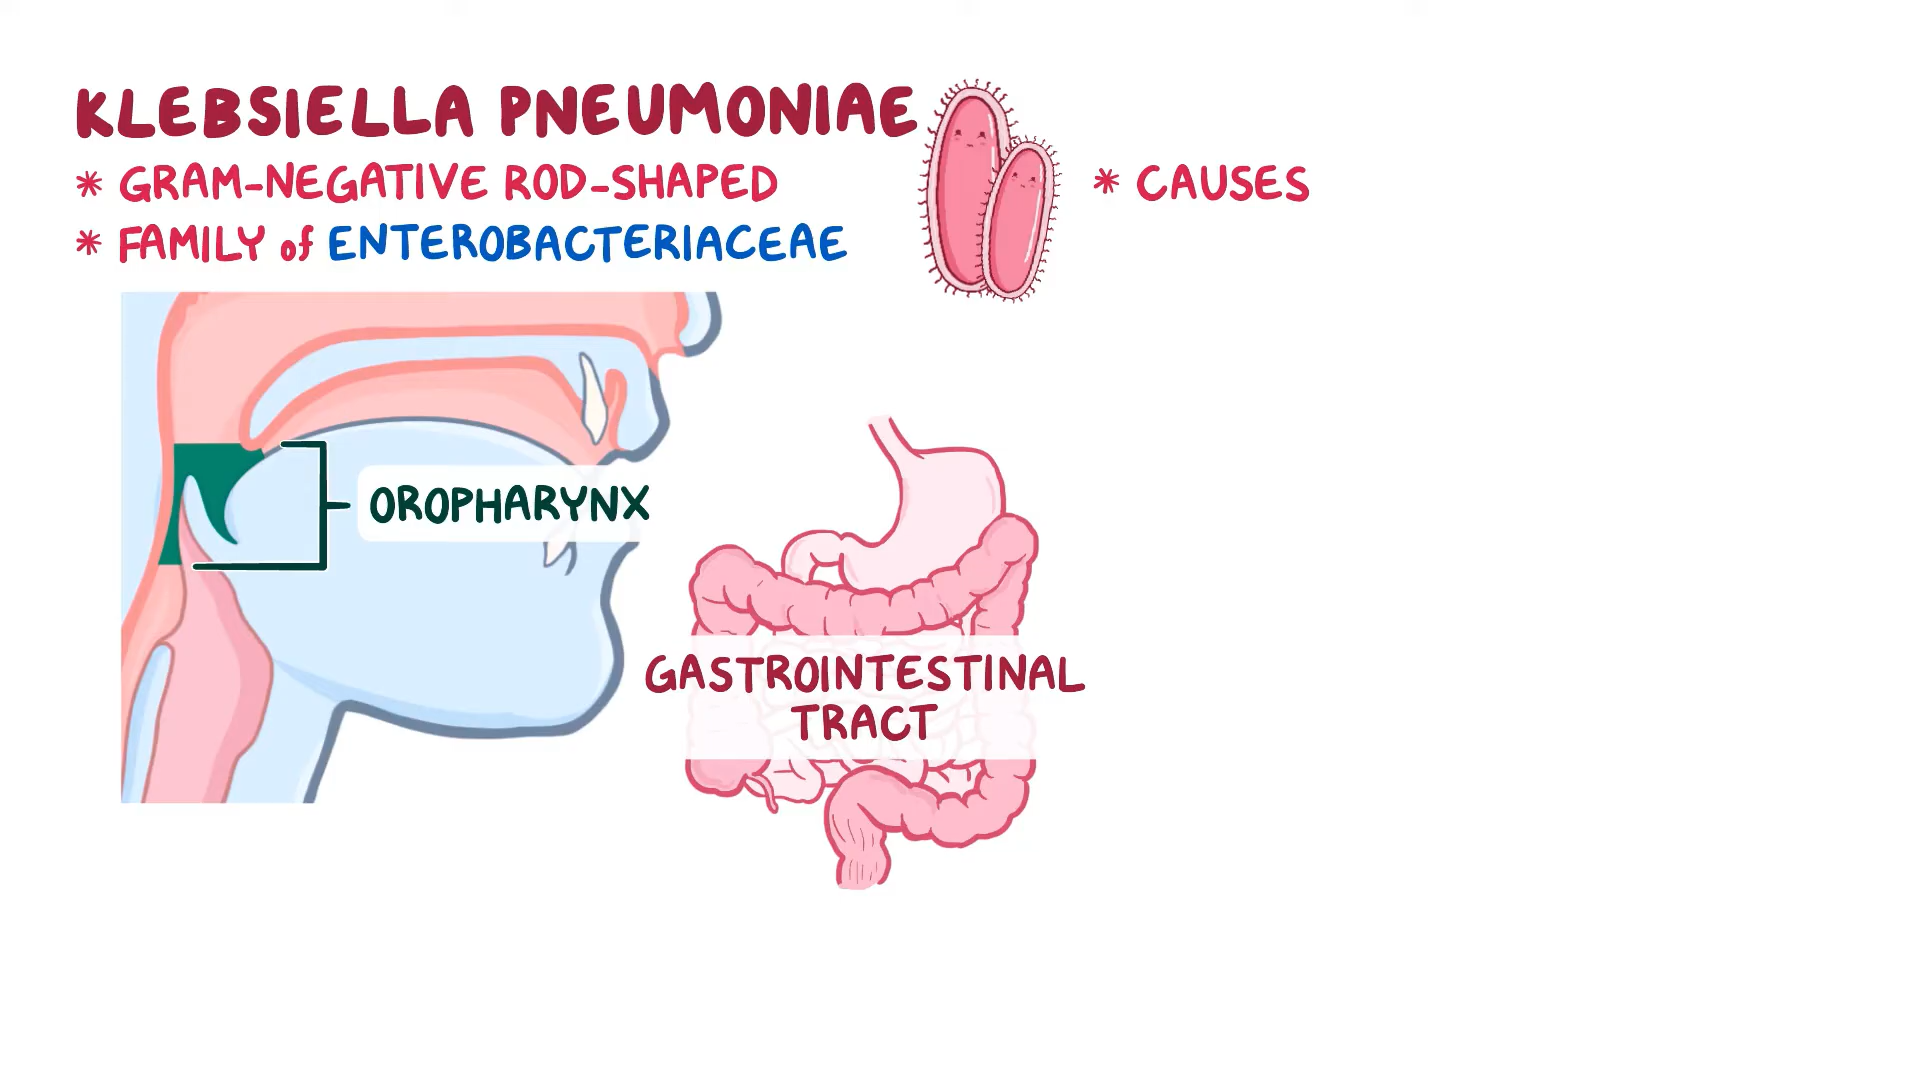 KLEBSIELLA PNEUMONIAE
* GRAM-NEGATIVE ROD-SHAPED
* FAMILY of ENTEROBACTERIACEAE
* CAUSES
OROPHARYNX
GASTROINTESTINAL
TRACT